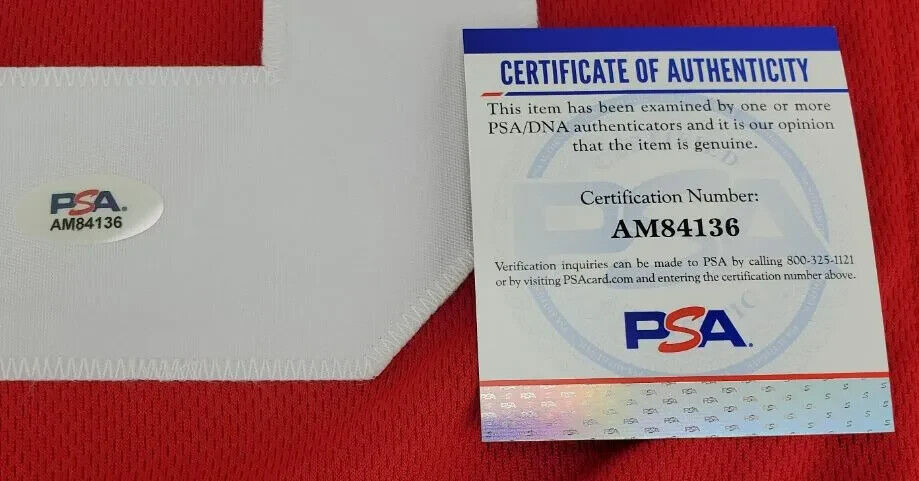 PSA.
AM84136
CERTIFICATE OF AUTHENTICITY
This item has been examined by one or more
PSA/DNA authenticators and it is our opinion
that the item is genuine.
Certification Number:
AM84136
Verification inquiries can be made to PSA by calling 800-325-1121
or by visiting PSAcard.com and entering the certification number above.
PSA.